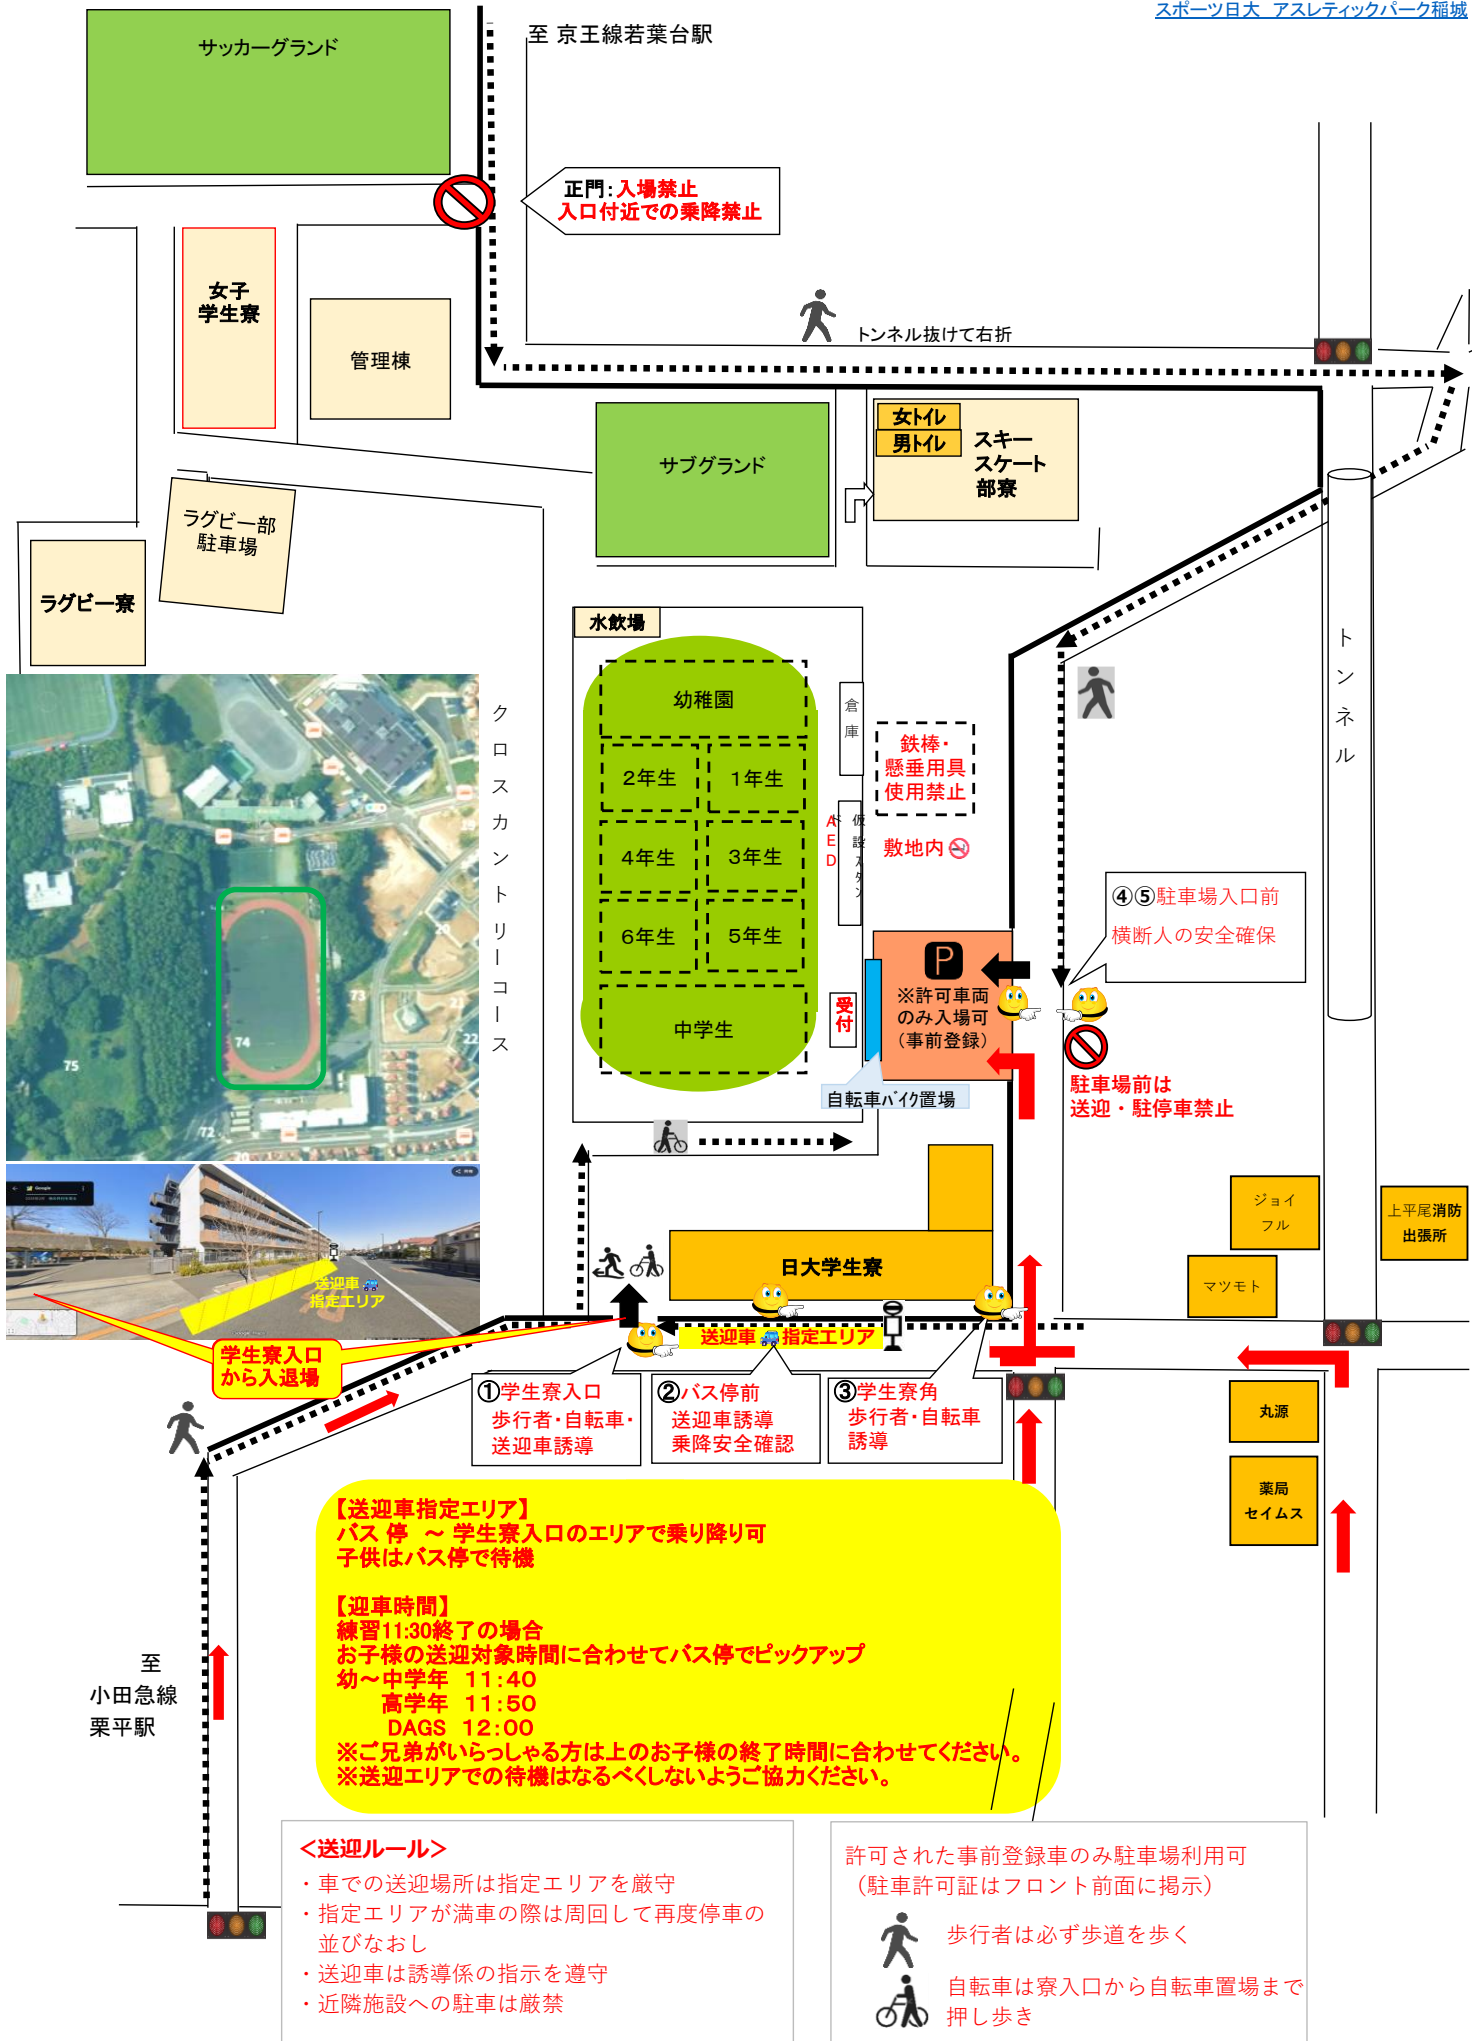 スポーツ日大 アスレティックパーク稲城
サッカーグランド
至 京王線若葉台駅
正門：入場禁止
入口付近での乗降禁止
女子
学生寮
管理棟
トンネル抜けて右折
サブグランド
女トイレ
男トイレ
スキー
スケート
部寮
ラグビー部
駐車場
ラグビー寮
水飲場
幼稚園
2年生
1年生
4年生
3年生
6年生
5年生
中学生
倉庫
AED
受付
鉄棒・
懸垂用具
使用禁止
敷地内
クロスカントリーコース
トンネル
④⑤駐車場入口前
横断人の安全確保
P
※許可車両
のみ入場可
（事前登録）
自転車バイク置場
駐車場前は
送迎・駐停車禁止
75
74
73
72
22
21
20
Google
送迎車
指定エリア
学生寮入口
から入退場
日大学生寮
送迎車 指定エリア
ジョイ
フル
マツモト
上平尾消防
出張所
丸源
薬局
セイムス
①学生寮入口
歩行者・自転車・
送迎車誘導
②バス停前
送迎車誘導
乗降安全確認
③学生寮角
歩行者・自転車
誘導
【送迎車指定エリア】
バス 停 ～ 学生寮入口のエリアで乗り降り可
子供はバス停で待機
【迎車時間】
練習11:30終了の場合
お子様の送迎対象時間に合わせてバス停でピックアップ
幼～中学年 11:40
高学年 11:50
DAGS 12:00
※ご兄弟がいらっしゃる方は上のお子様の終了時間に合わせてください。
※送迎エリアでの待機はなるべくしないようご協力ください。
至
小田急線
栗平駅
＜送迎ルール＞
・車での送迎場所は指定エリアを厳守
・指定エリアが満車の際は周回して再度停車の
並びなおし
・送迎車は誘導係の指示を遵守
・近隣施設への駐車は厳禁
許可された事前登録車のみ駐車場利用可
（駐車許可証はフロント前面に掲示）
歩行者は必ず歩道を歩く
自転車は寮入口から自転車置場まで
押し歩き